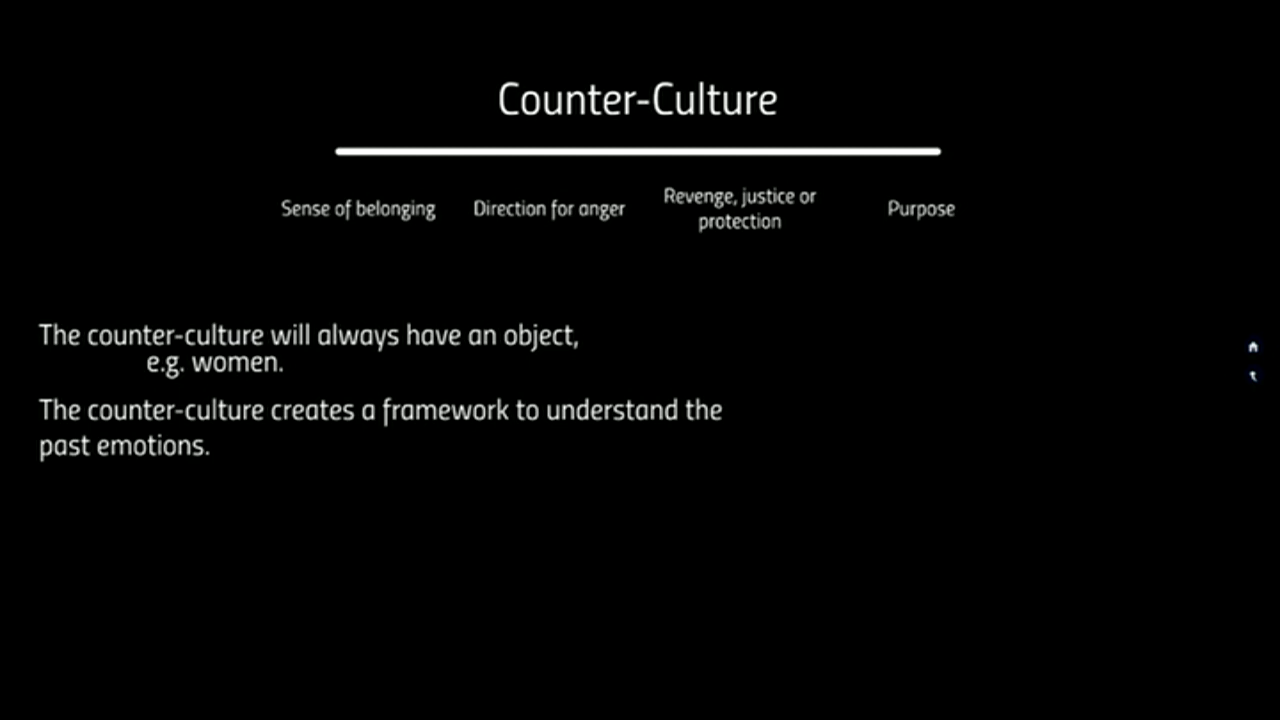 Counter-Culture
Sense of belonging
Direction for anger
Revenge, justice or
protection
Purpose
The counter-culture will always have an object,
e.g. women.
The counter-culture creates a framework to understand the
past emotions.